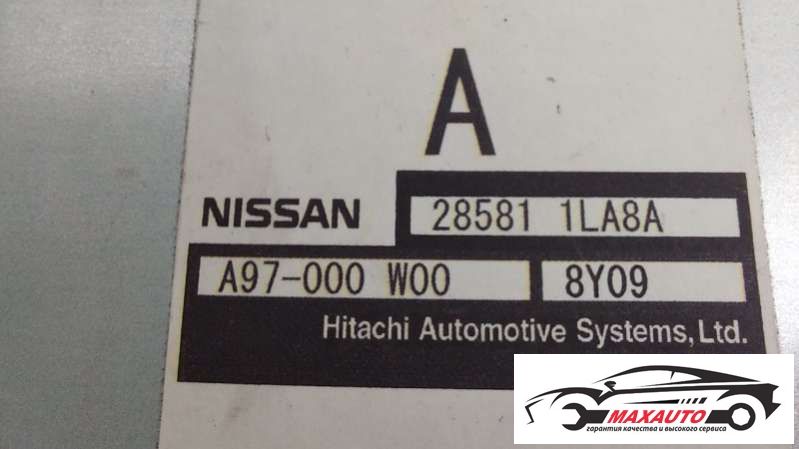 A
NISSAN 28581 1LA8A
A97-000 W00 8Y09
Hitachi Automotive Systems, Ltd.
MAXAUTO
гарантия качества и высокого сервиса